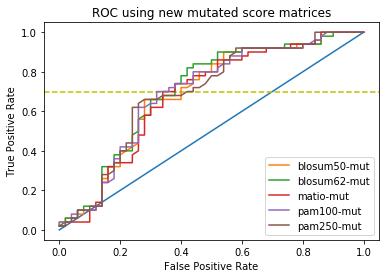 ROC using new mutated score matrices
True Positive Rate
1.0
0.8
0.6
0.4
0.2
0.0
blosum50-mut
blosum62-mut
matio-mut
pam100-mut
pam250-mut
0.0 0.2 0.4 0.6 0.8 1.0
False Positive Rate